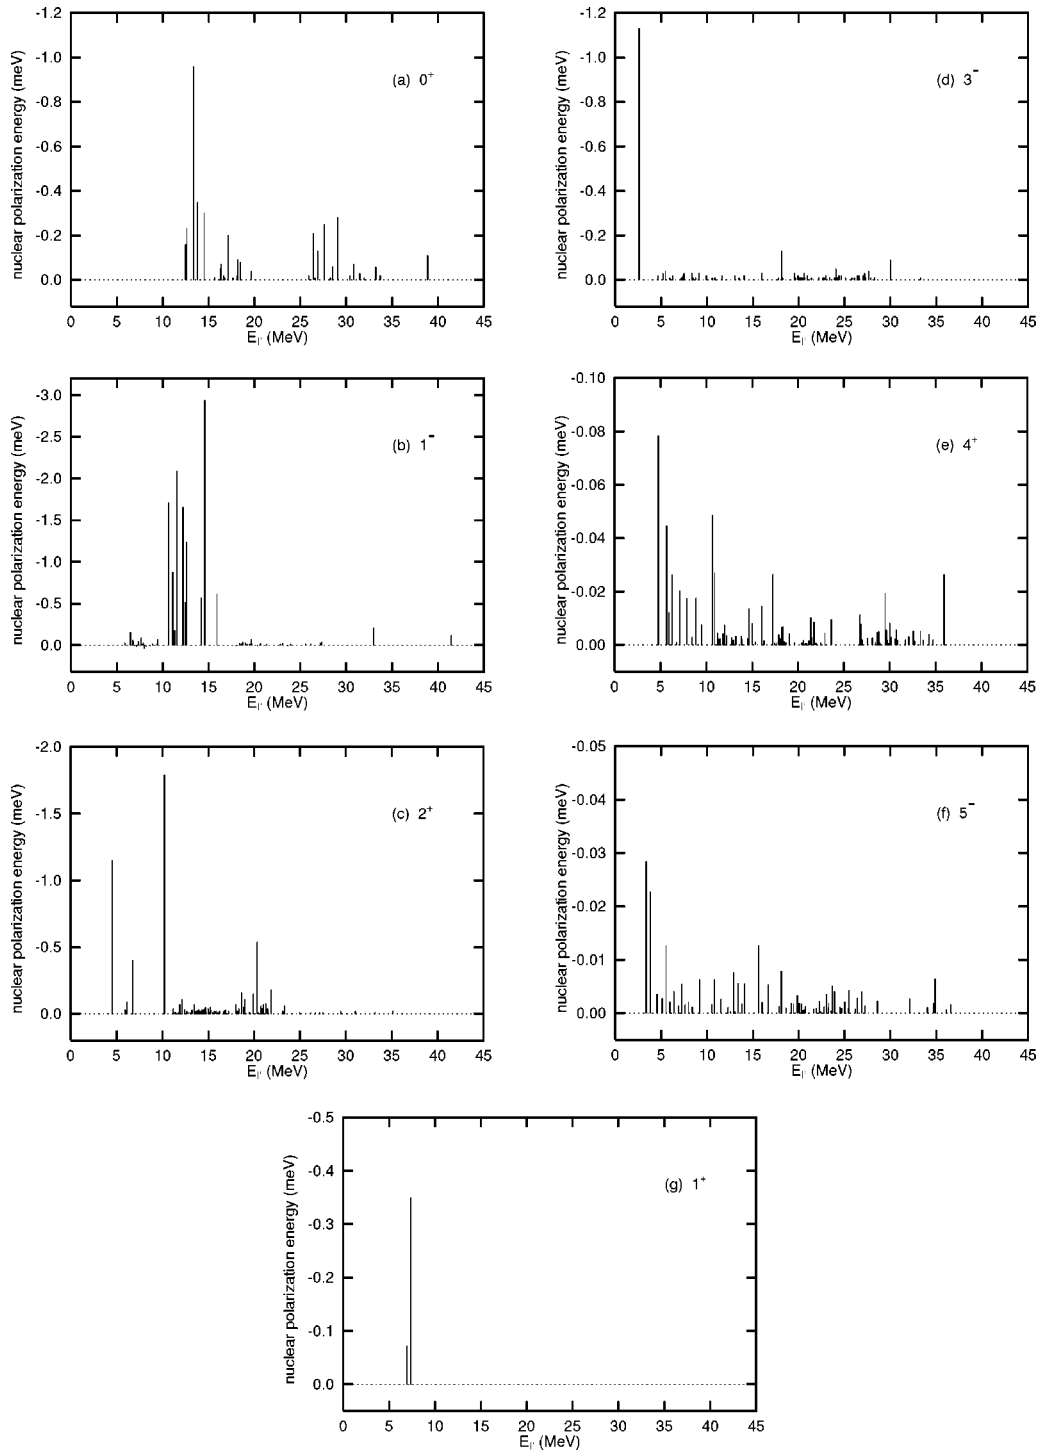 -1.2
-1.0
-0.8
-0.6
-0.4
-0.2
0.0
nuclear polarization energy (meV)
(a) 0⁺
0 5 10 15 20 25 30 35 40 45
E_I' (MeV)
-1.2
-1.0
-0.8
-0.6
-0.4
-0.2
0.0
nuclear polarization energy (meV)
(d) 3⁻
0 5 10 15 20 25 30 35 40 45
E_I' (MeV)
-3.0
-2.5
-2.0
-1.5
-1.0
-0.5
0.0
nuclear polarization energy (meV)
(b) 1⁻
0 5 10 15 20 25 30 35 40 45
E_I' (MeV)
-0.10
-0.08
-0.06
-0.04
-0.02
0.00
nuclear polarization energy (meV)
(e) 4⁺
0 5 10 15 20 25 30 35 40 45
E_I' (MeV)
-2.0
-1.5
-1.0
-0.5
0.0
nuclear polarization energy (meV)
(c) 2⁺
0 5 10 15 20 25 30 35 40 45
E_I' (MeV)
-0.05
-0.04
-0.03
-0.02
-0.01
0.00
nuclear polarization energy (meV)
(f) 5⁻
0 5 10 15 20 25 30 35 40 45
E_I' (MeV)
-0.5
-0.4
-0.3
-0.2
-0.1
0.0
nuclear polarization energy (meV)
(g) 1⁺
0 5 10 15 20 25 30 35 40 45
E_I' (MeV)